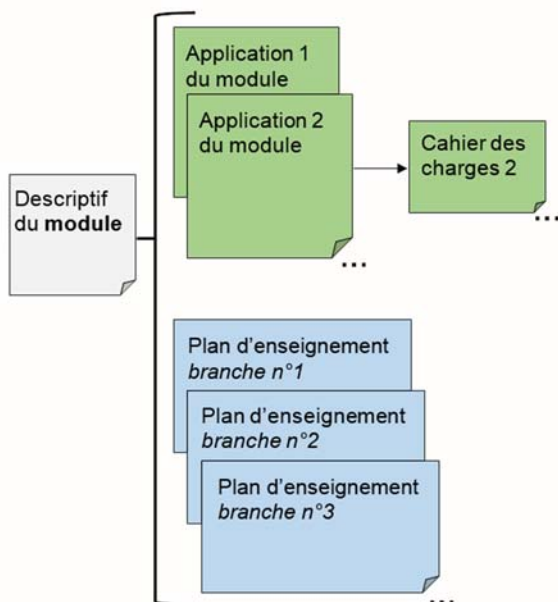 Descriptif
du module
Application 1
du module
Application 2
du module
...
Cahier des
charges 2
...
Plan d’enseignement
branche n°1
Plan d’enseignement
branche n°2
Plan d’enseignement
branche n°3
...